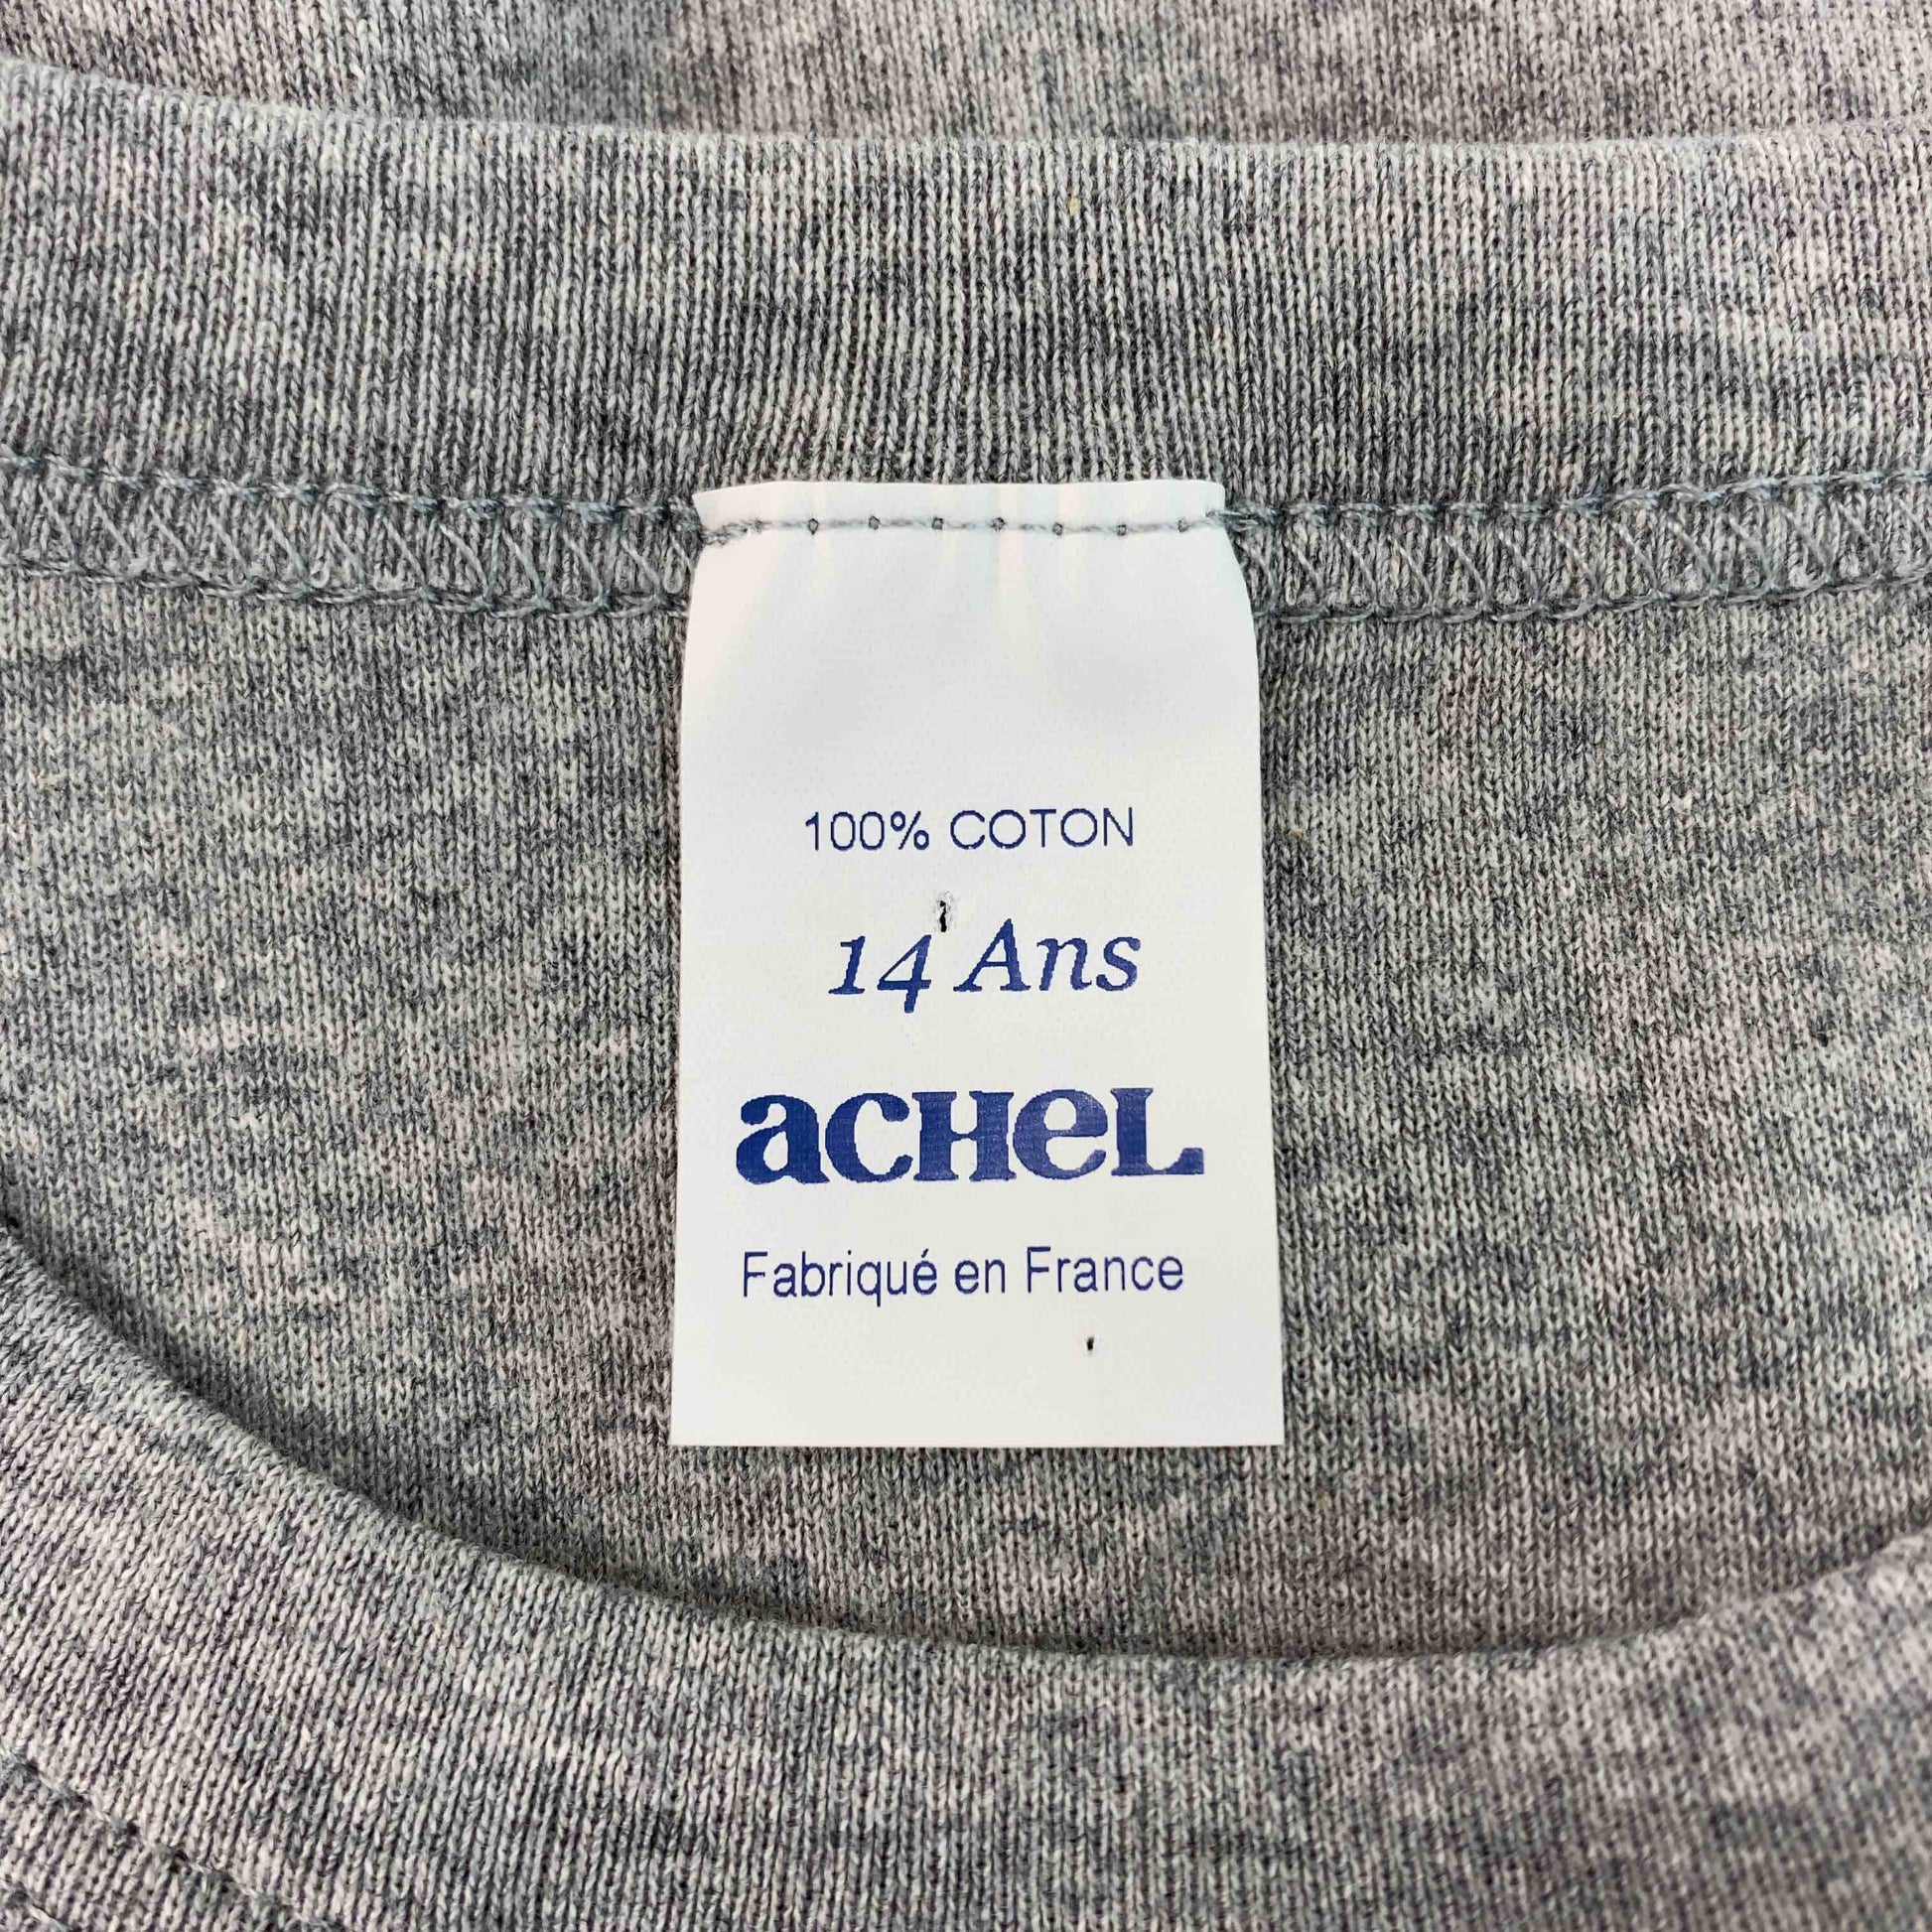 100% COTON
14 Ans
aCHeL
Fabriqué en France